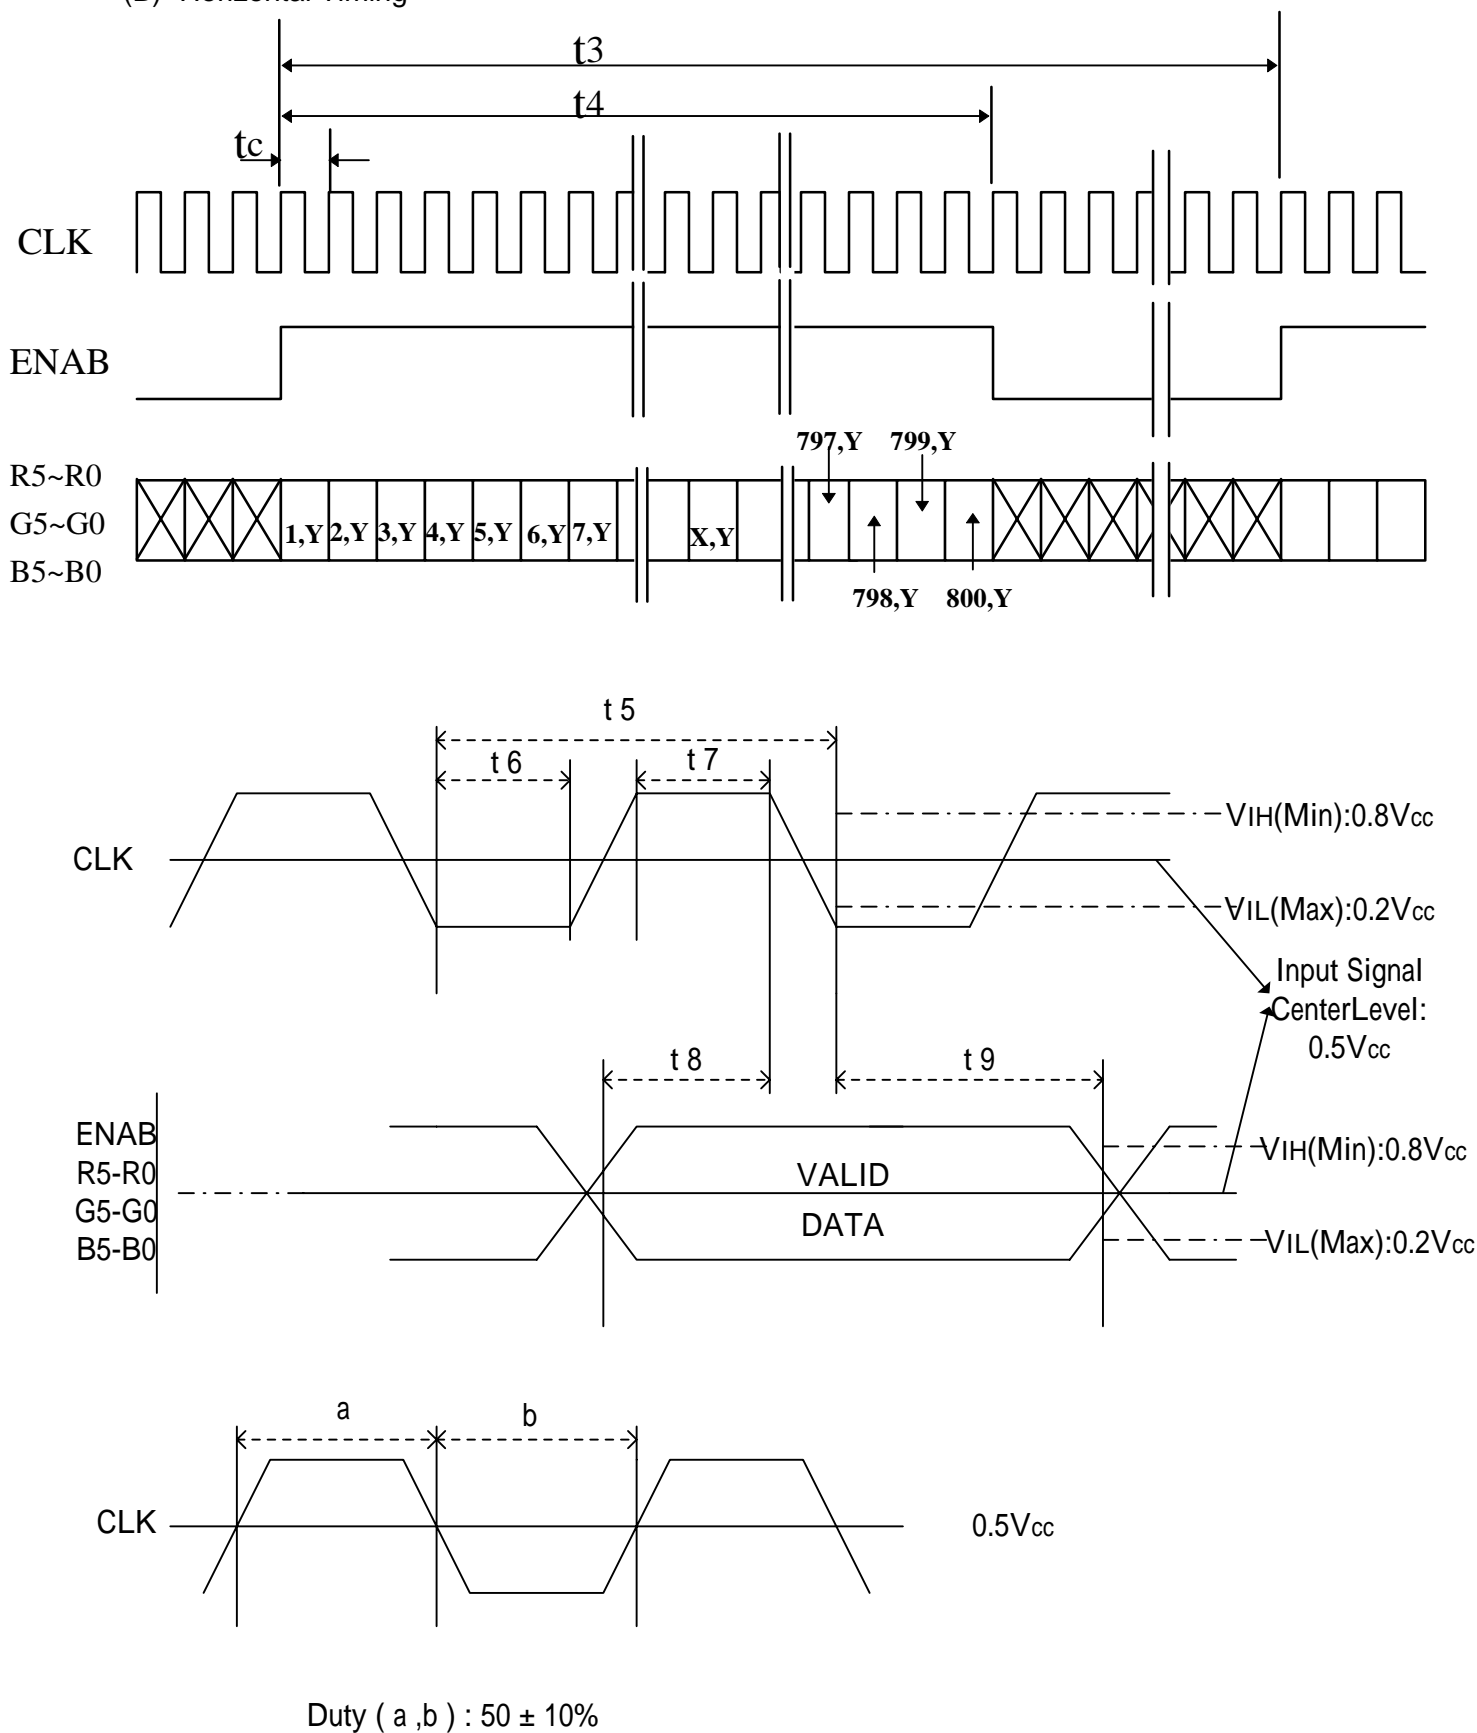 (B) Horizontal Timing
t3
t4
tc
CLK
ENAB
797,Y 799,Y
R5~R0
G5~G0
B5~B0
1,Y 2,Y 3,Y 4,Y 5,Y 6,Y 7,Y X,Y
798,Y 800,Y
t 5
t 6 t 7
VIH(Min):0.8Vcc
CLK
VIL(Max):0.2Vcc
Input Signal
CenterLevel:
0.5Vcc
t 8 t 9
ENAB
R5-R0
G5-G0
B5-B0
VALID
DATA
VIH(Min):0.8Vcc
VIL(Max):0.2Vcc
a b
CLK
0.5Vcc
Duty ( a ,b ) : 50 ± 10%